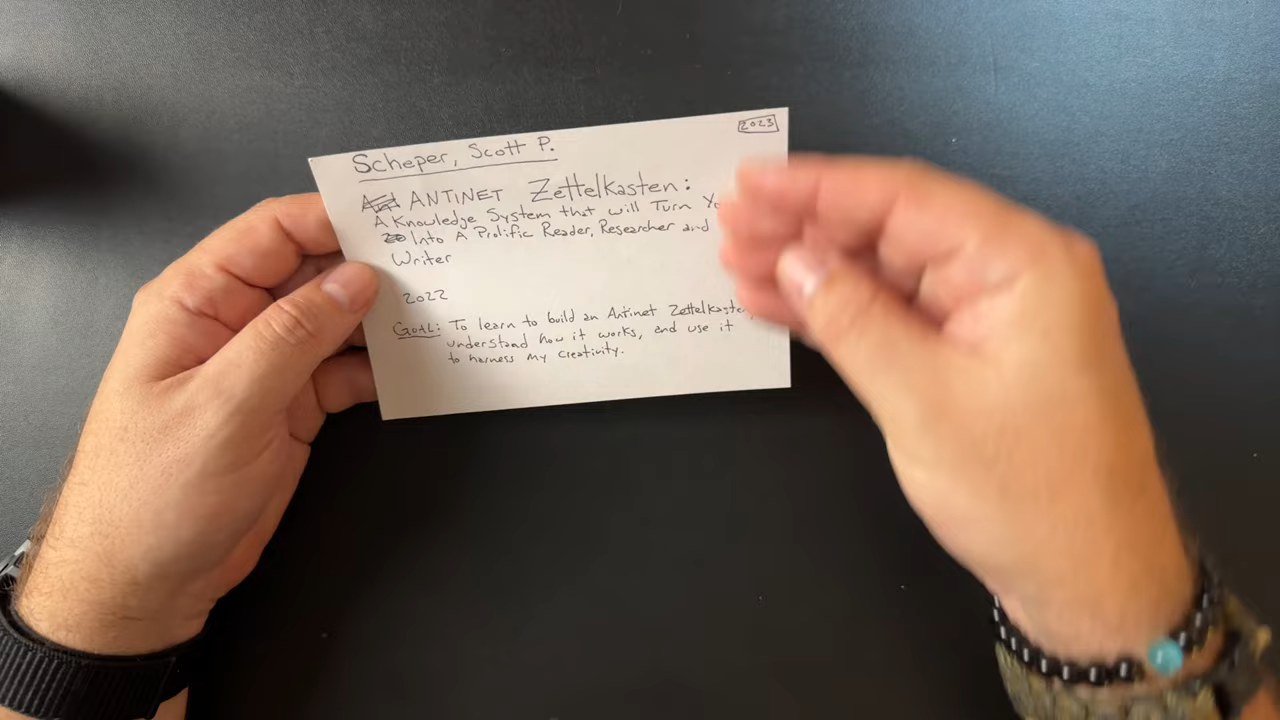 2023
Scheper, Scott P.
ANTINET Zettelkasten:
A Knowledge System that will Turn
Into A Prolific Reader, Researcher and
Writer
2022
GOAL: To learn to build an Antinet Zettelkasten,
understand how it works, and use it
to harness my creativity.